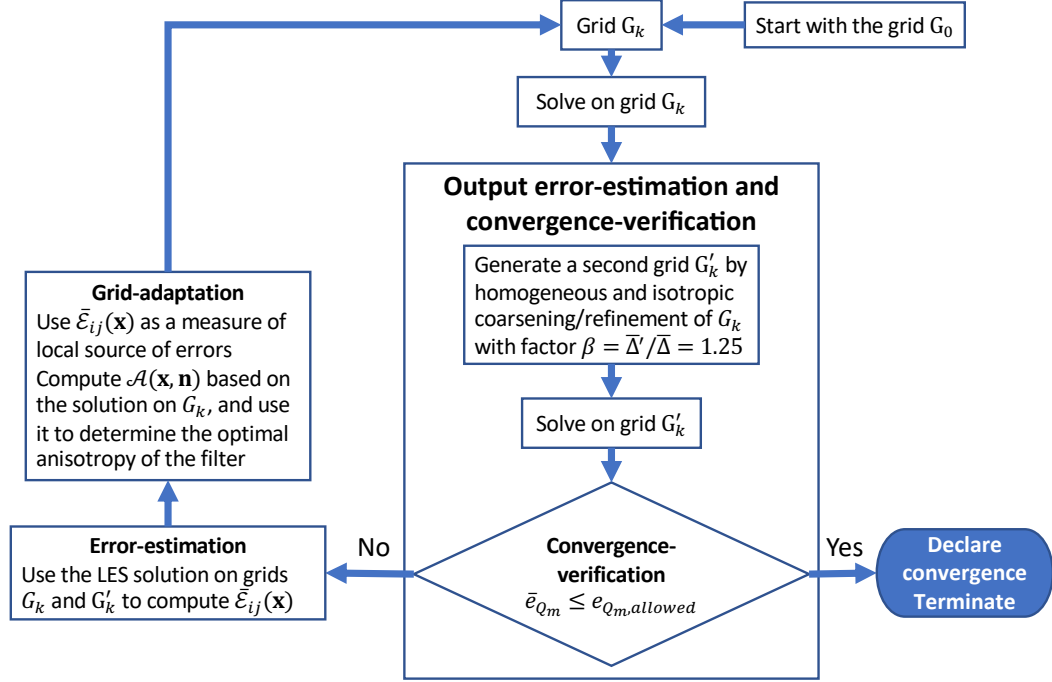 Grid G_k
Start with the grid G_0
Solve on grid G_k
Output error-estimation and
convergence-verification
Generate a second grid G′_k by
homogeneous and isotropic
coarsening/refinement of G_k
with factor β = Δ̅′/Δ̅ = 1.25
Solve on grid G′_k
Convergence-
verification
e̅_{Q_m} ≤ e_{Q_m,allowed}
Yes
Declare
convergence
Terminate
No
Error-estimation
Use the LES solution on grids
G_k and G′_k to compute ℰ̅_{ij}(𝐱)
Grid-adaptation
Use ℰ̅_{ij}(𝐱) as a measure of
local source of errors
Compute 𝒜(𝐱, 𝐧) based on
the solution on G_k, and use
it to determine the optimal
anisotropy of the filter